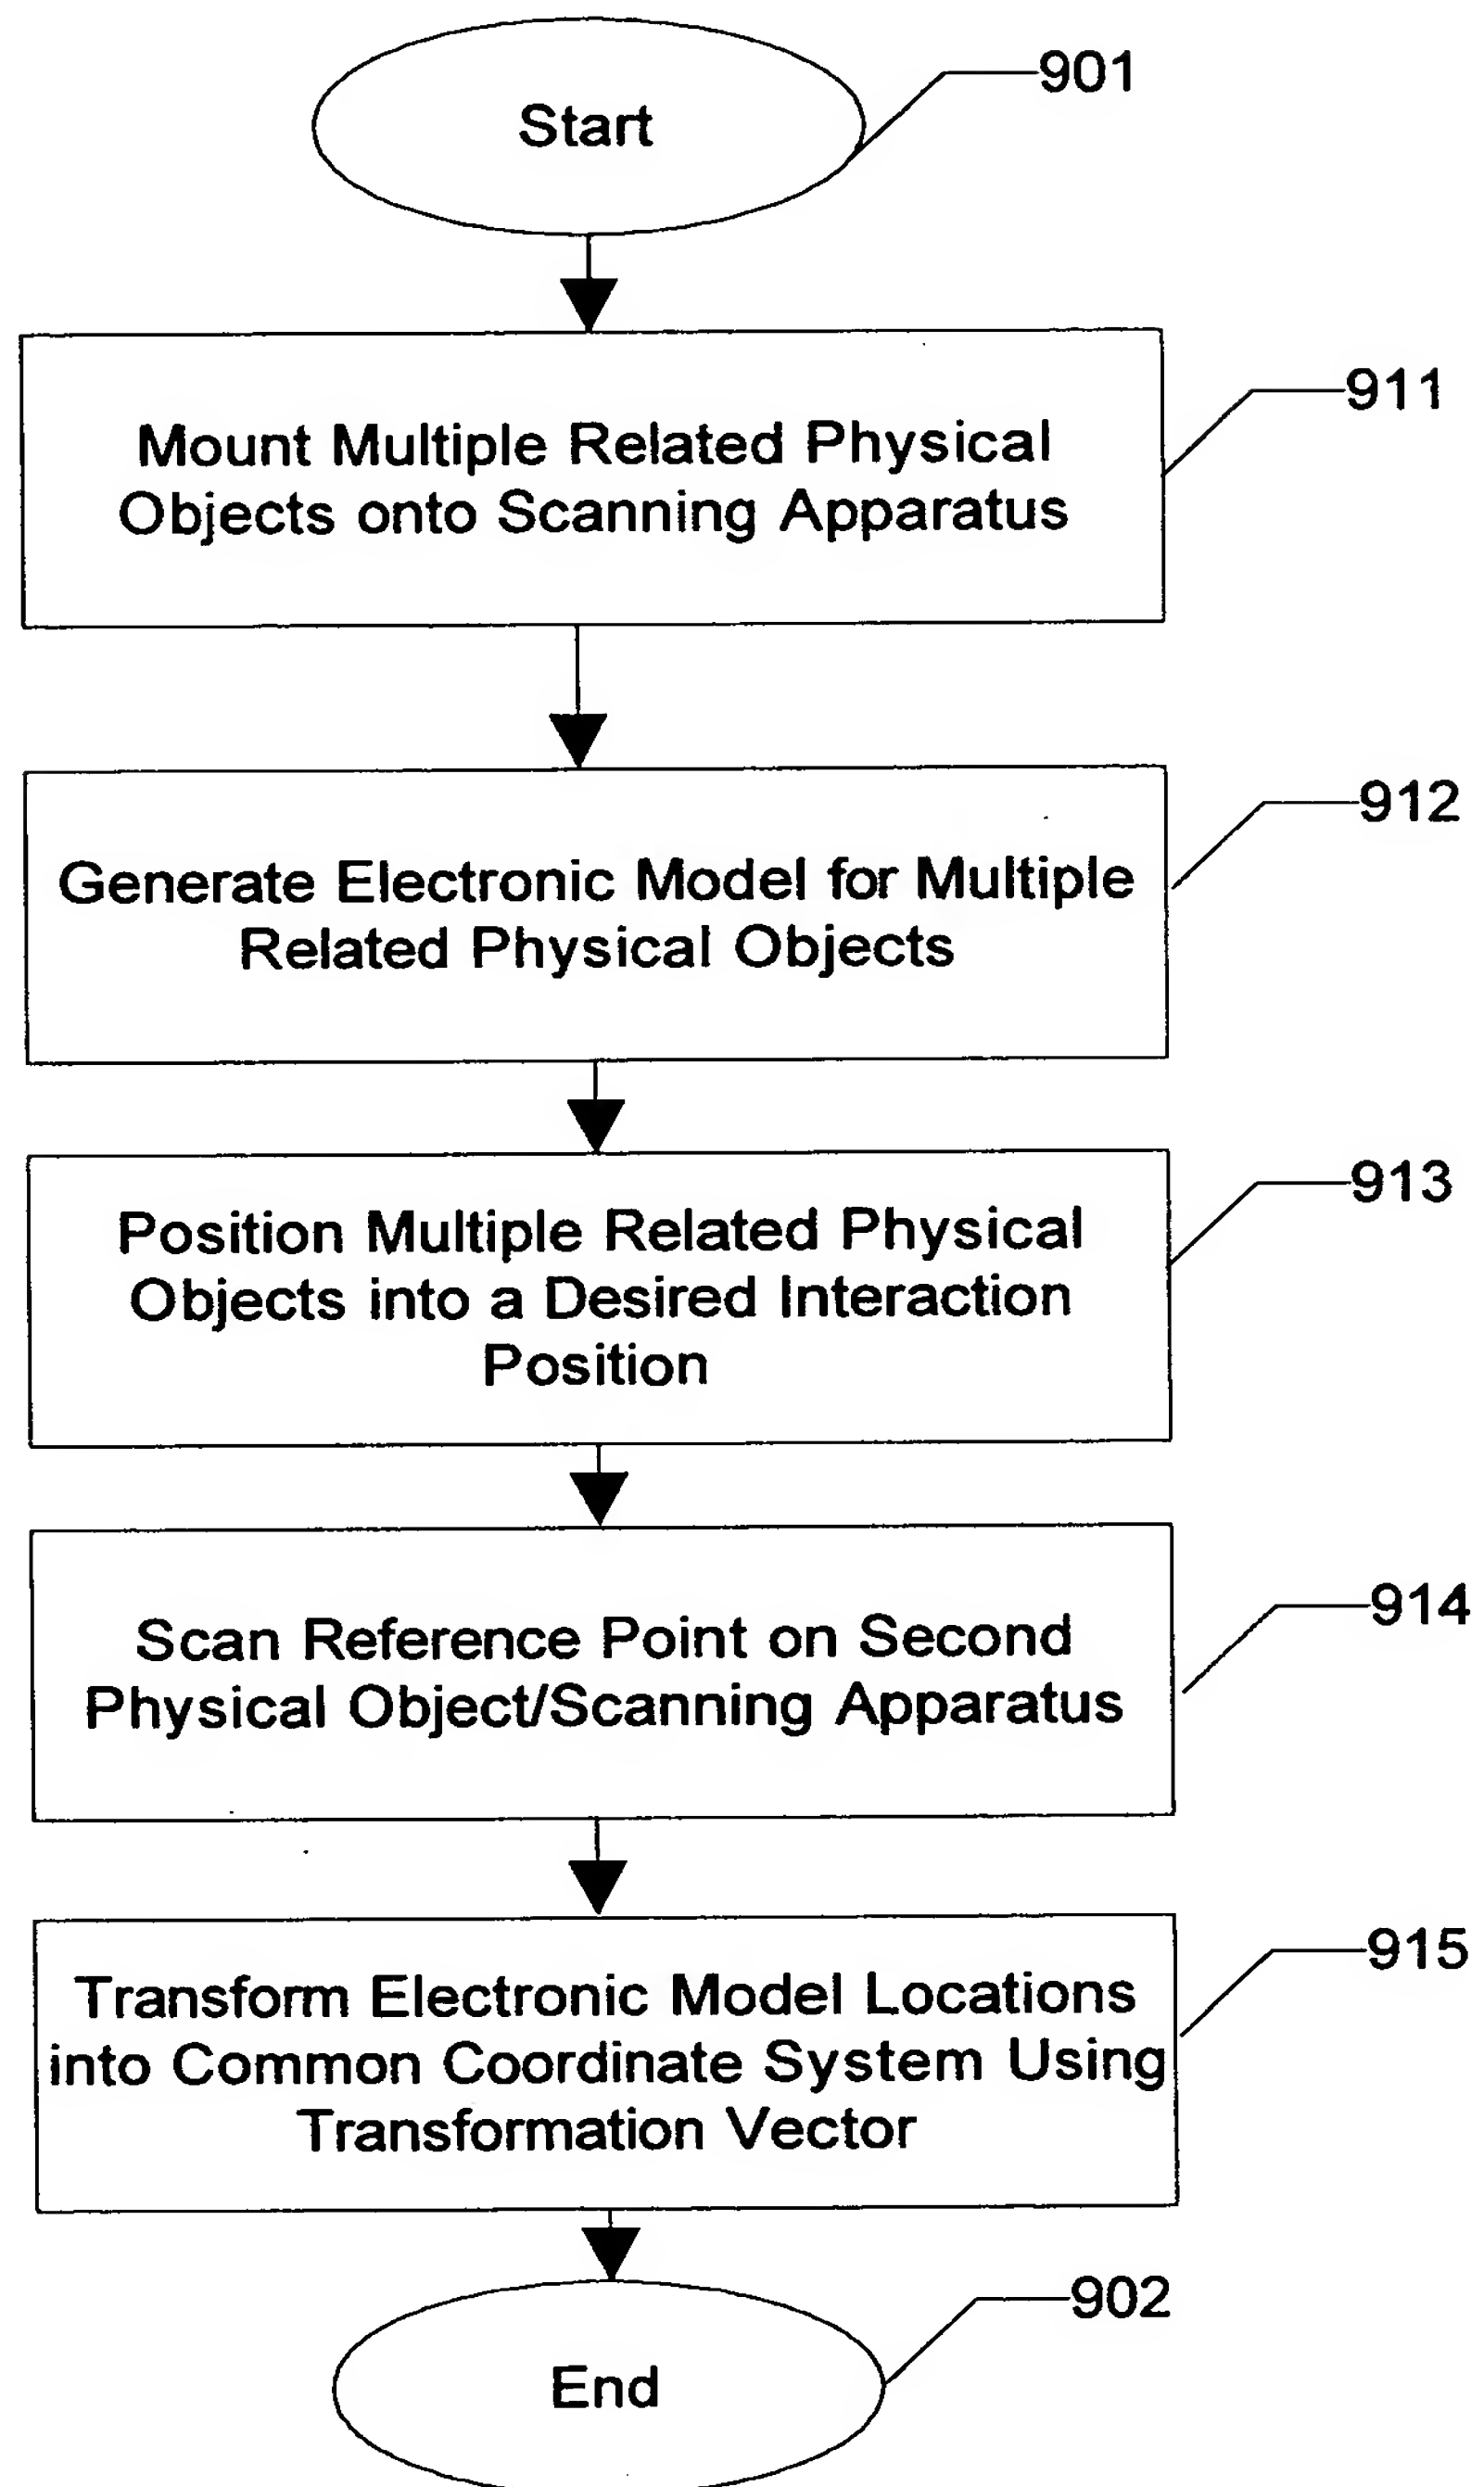 Start
901
Mount Multiple Related Physical
Objects onto Scanning Apparatus
911
Generate Electronic Model for Multiple
Related Physical Objects
912
Position Multiple Related Physical
Objects into a Desired Interaction
Position
913
Scan Reference Point on Second
Physical Object/Scanning Apparatus
914
Transform Electronic Model Locations
into Common Coordinate System Using
Transformation Vector
915
End
902